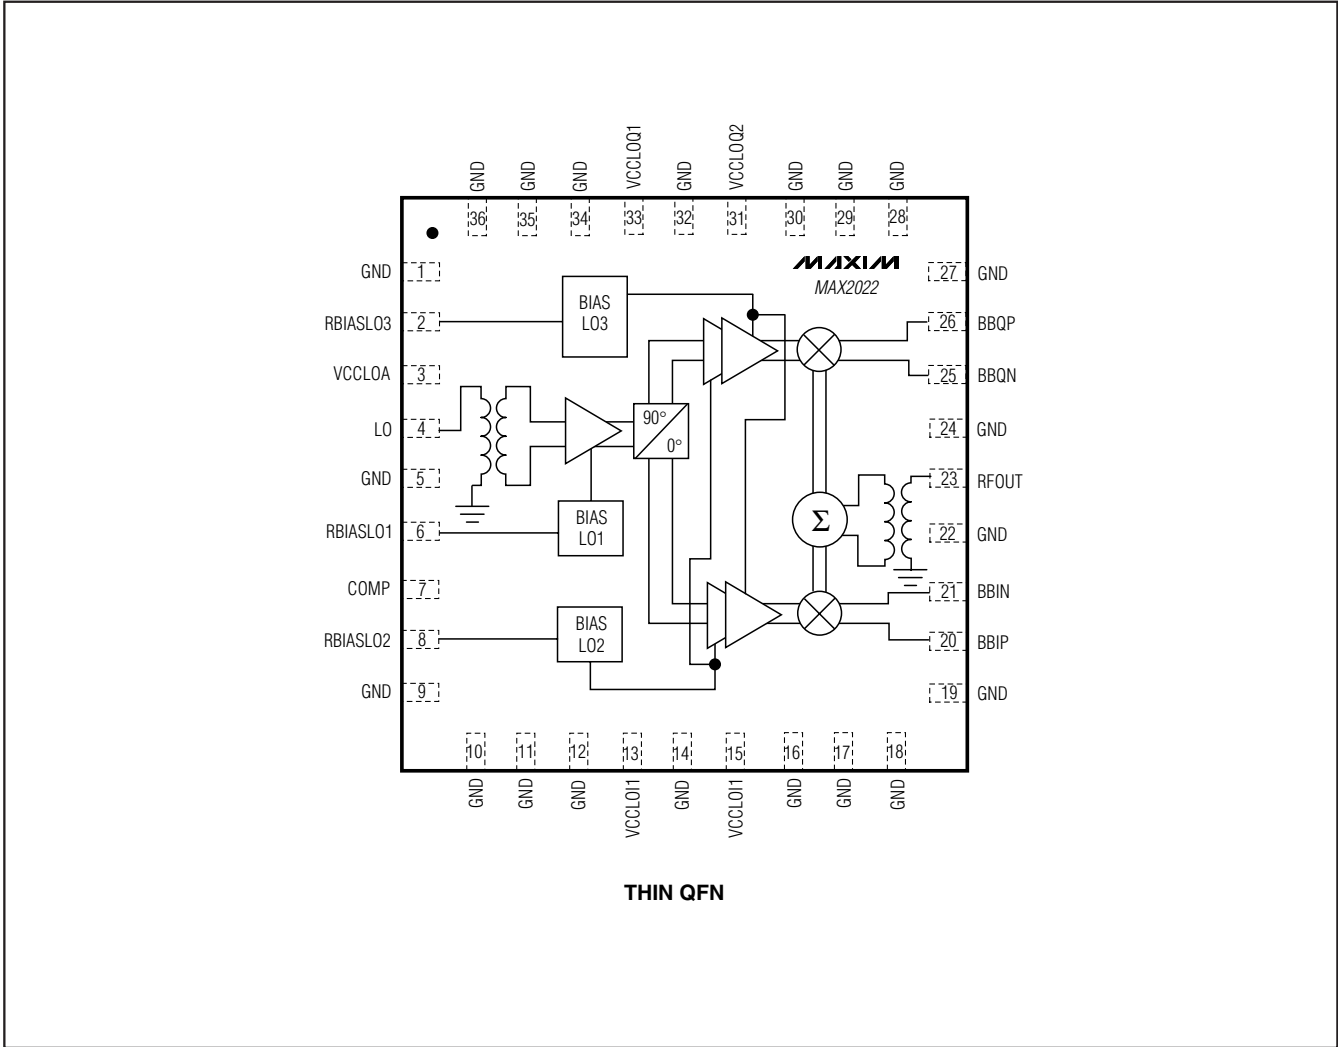 GND
GND
GND
VCCLOQ1
GND
VCCLOQ2
GND
GND
GND
36
35
34
33
32
31
30
29
28
MAXIM
MAX2022
GND 1
27 GND
BIAS
LO3
RBIASLO3 2
26 BBQP
VCCLOA 3
25 BBQN
90°
0°
LO 4
24 GND
GND 5
23 RFOUT
BIAS
LO1
Σ
RBIASLO1 6
22 GND
COMP 7
21 BBIN
BIAS
LO2
RBIASLO2 8
20 BBIP
GND 9
19 GND
10
11
12
13
14
15
16
17
18
GND
GND
GND
VCCLOI1
GND
VCCLOI1
GND
GND
GND
THIN QFN